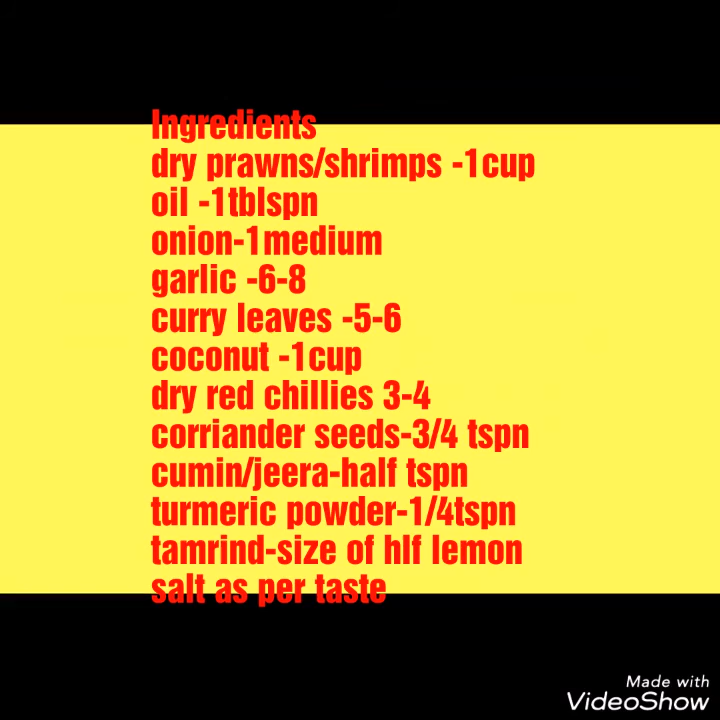 Ingredients
dry prawns/shrimps -1cup
oil -1tblspn
onion-1medium
garlic -6-8
curry leaves -5-6
coconut -1cup
dry red chillies 3-4
corriander seeds-3/4 tspn
cumin/jeera-half tspn
turmeric powder-1/4tspn
tamrind-size of hlf lemon
salt as per taste
Made with
VideoShow